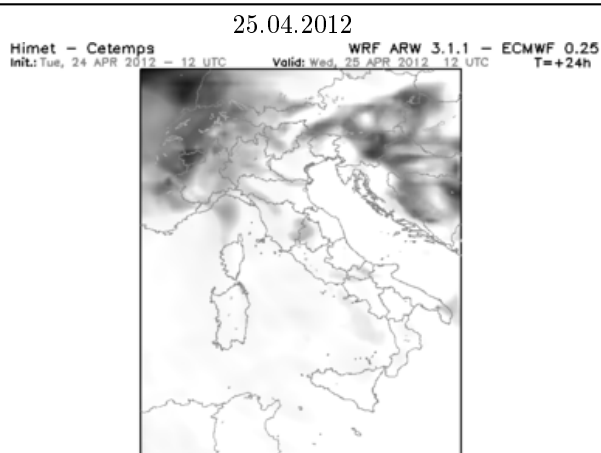 25.04.2012
Himet – Cetemps WRF ARW 3.1.1 – ECMWF 0.25
Init.: Tue, 24 APR 2012 – 12 UTC Valid: Wed, 25 APR 2012 12 UTC T=+24h